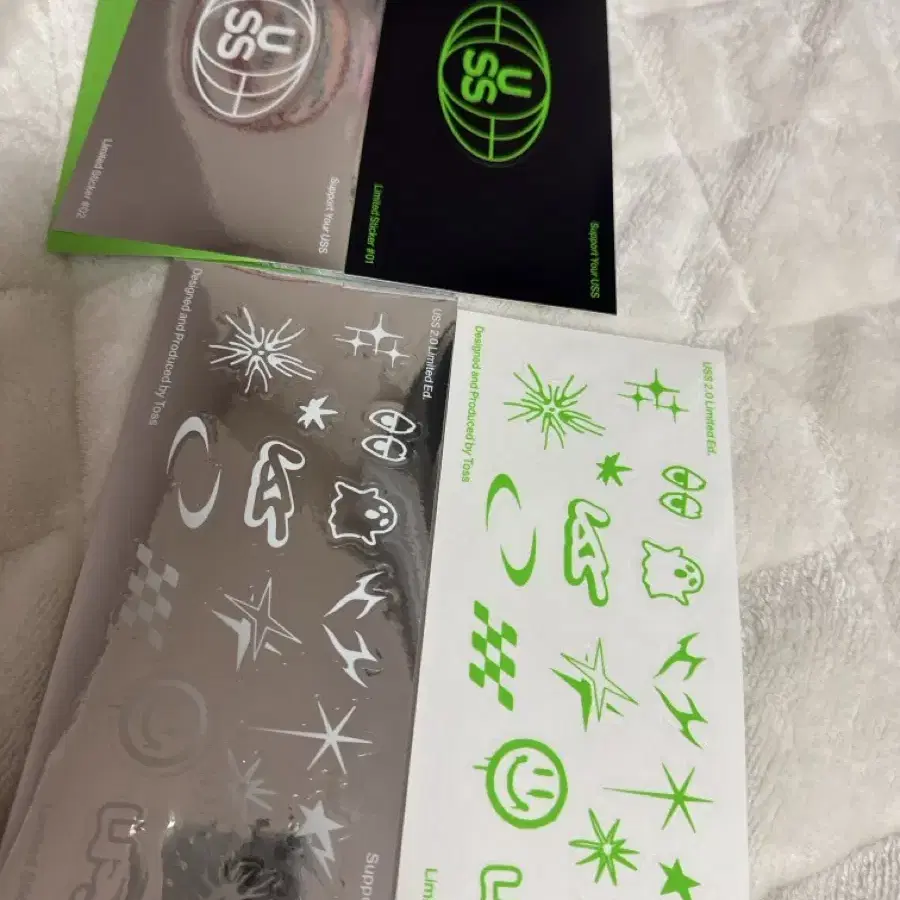 U
SS
Limited Sticker #02
Support Your USS
U
SS
Limited Sticker #01
Support Your USS
Designed and Produced by Toss
USS 2.0 Limited Ed.
Designed and Produced by Toss
USS 2.0 Limited Ed.